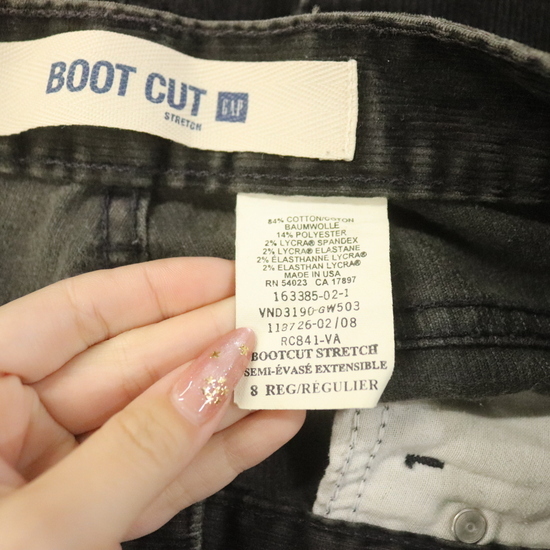 BOOT CUT GAP
STRETCH
84% COTTON/COTON
BAUMWOLLE
14% POLYESTER
2% LYCRA® SPANDEX
2% LYCRA® ELASTANE
2% ÉLASTHANNE LYCRA®
2% ELASTHAN LYCRA®
MADE IN USA
RN 54023 CA 17897
163385-02-1
VND3190-GW503
118726-02/08
RC841-VA
BOOTCUT STRETCH
SEMI-ÉVASÉ EXTENSIBLE
8 REG/RÉGULIER